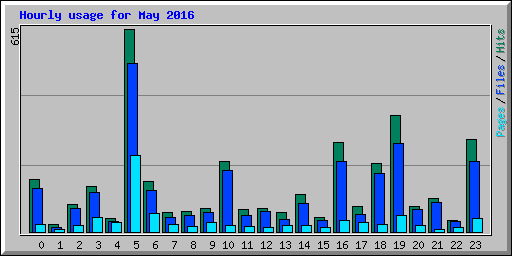 Hourly usage for May 2016
615
Pages/Files/Hits
0 1 2 3 4 5 6 7 8 9 10 11 12 13 14 15 16 17 18 19 20 21 22 23